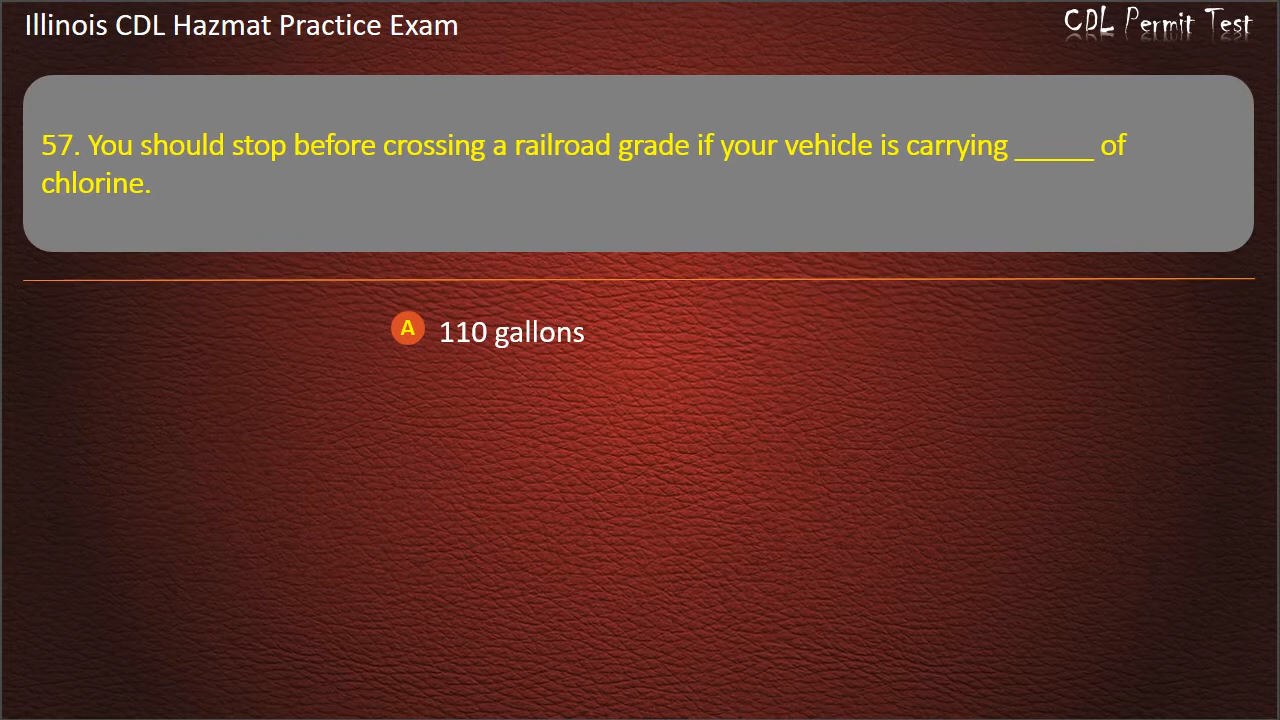 Illinois CDL Hazmat Practice Exam
CDL Permit Test
57. You should stop before crossing a railroad grade if your vehicle is carrying _____ of
chlorine.
A 110 gallons